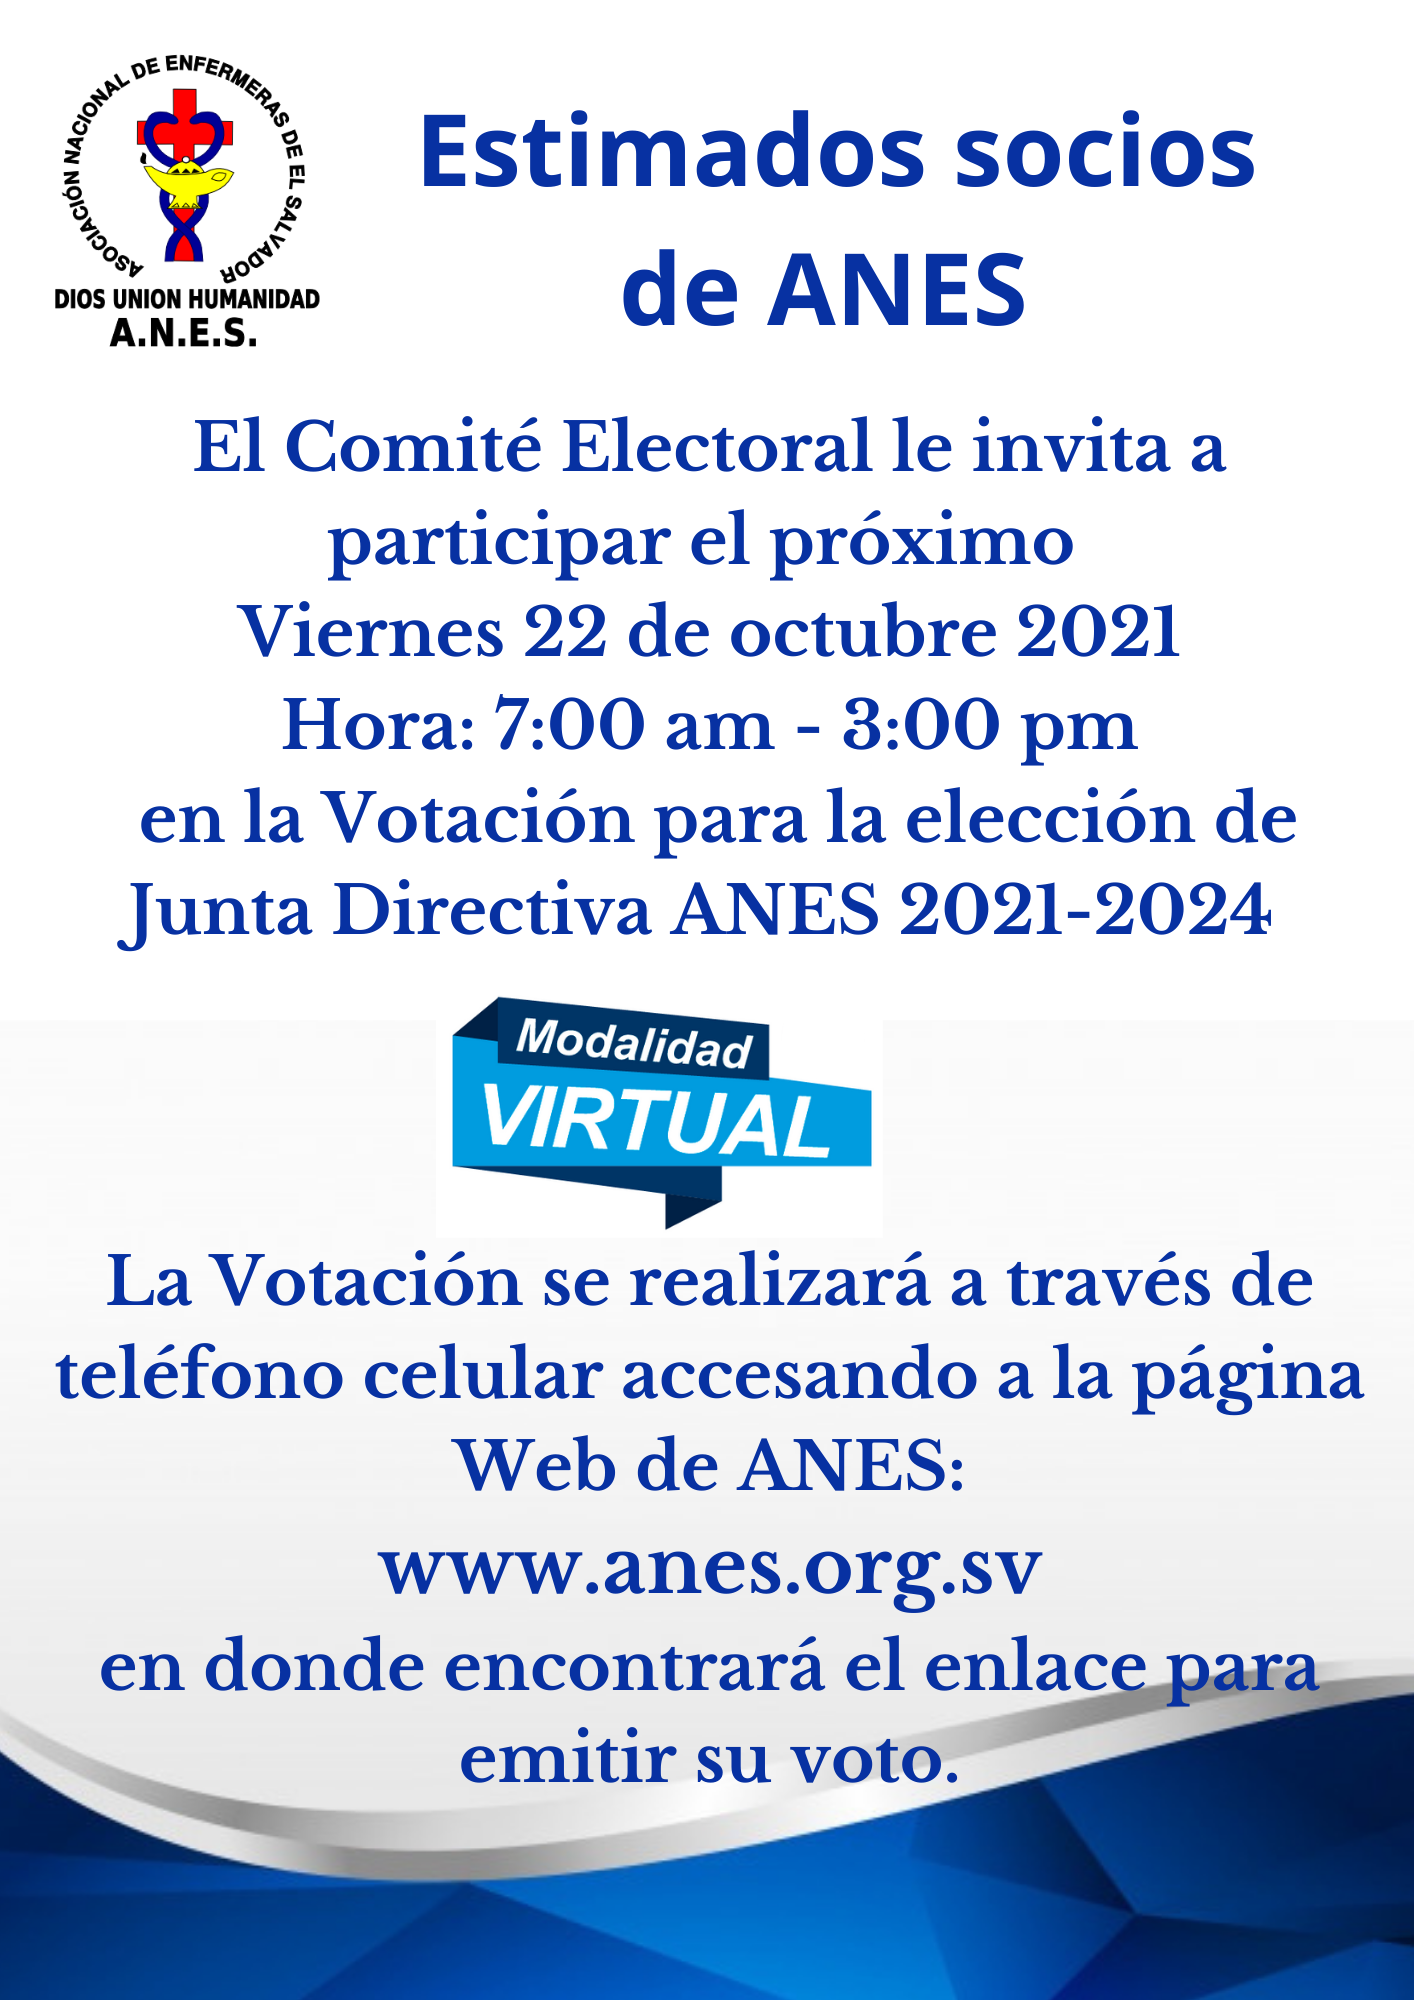 ASOCIACIÓN NACIONAL DE ENFERMERAS DE EL SALVADOR
DIOS UNION HUMANIDAD
A.N.E.S.
Estimados socios
de ANES
El Comité Electoral le invita a
participar el próximo
Viernes 22 de octubre 2021
Hora: 7:00 am - 3:00 pm
en la Votación para la elección de
Junta Directiva ANES 2021-2024
Modalidad
VIRTUAL
La Votación se realizará a través de
teléfono celular accesando a la página
Web de ANES:
www.anes.org.sv
en donde encontrará el enlace para
emitir su voto.